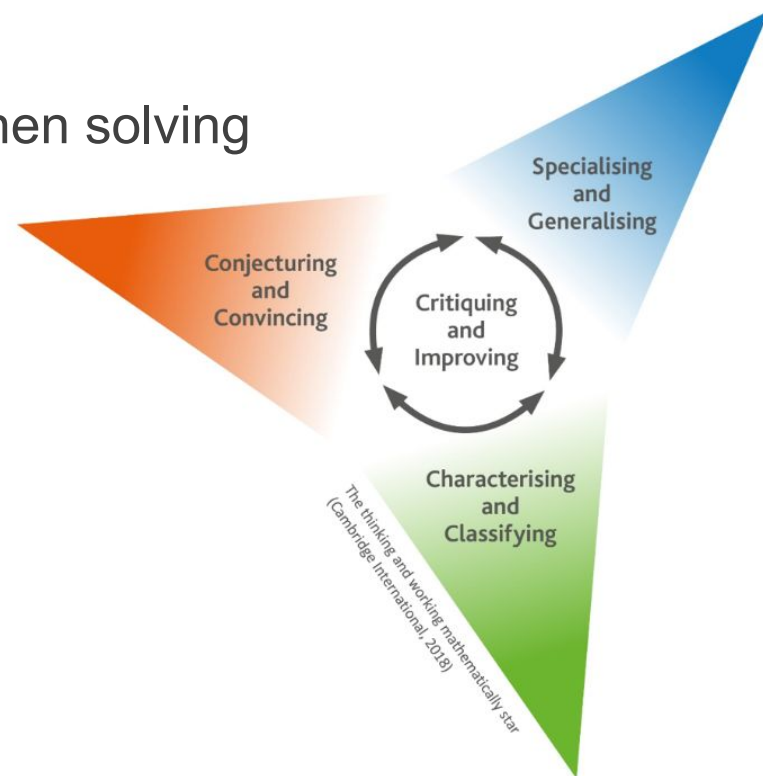 hen solving
Specialising
and
Generalising
Conjecturing
and
Convincing
Critiquing
and
Improving
Characterising
and
Classifying
The thinking and working mathematically star
(Cambridge International, 2018)